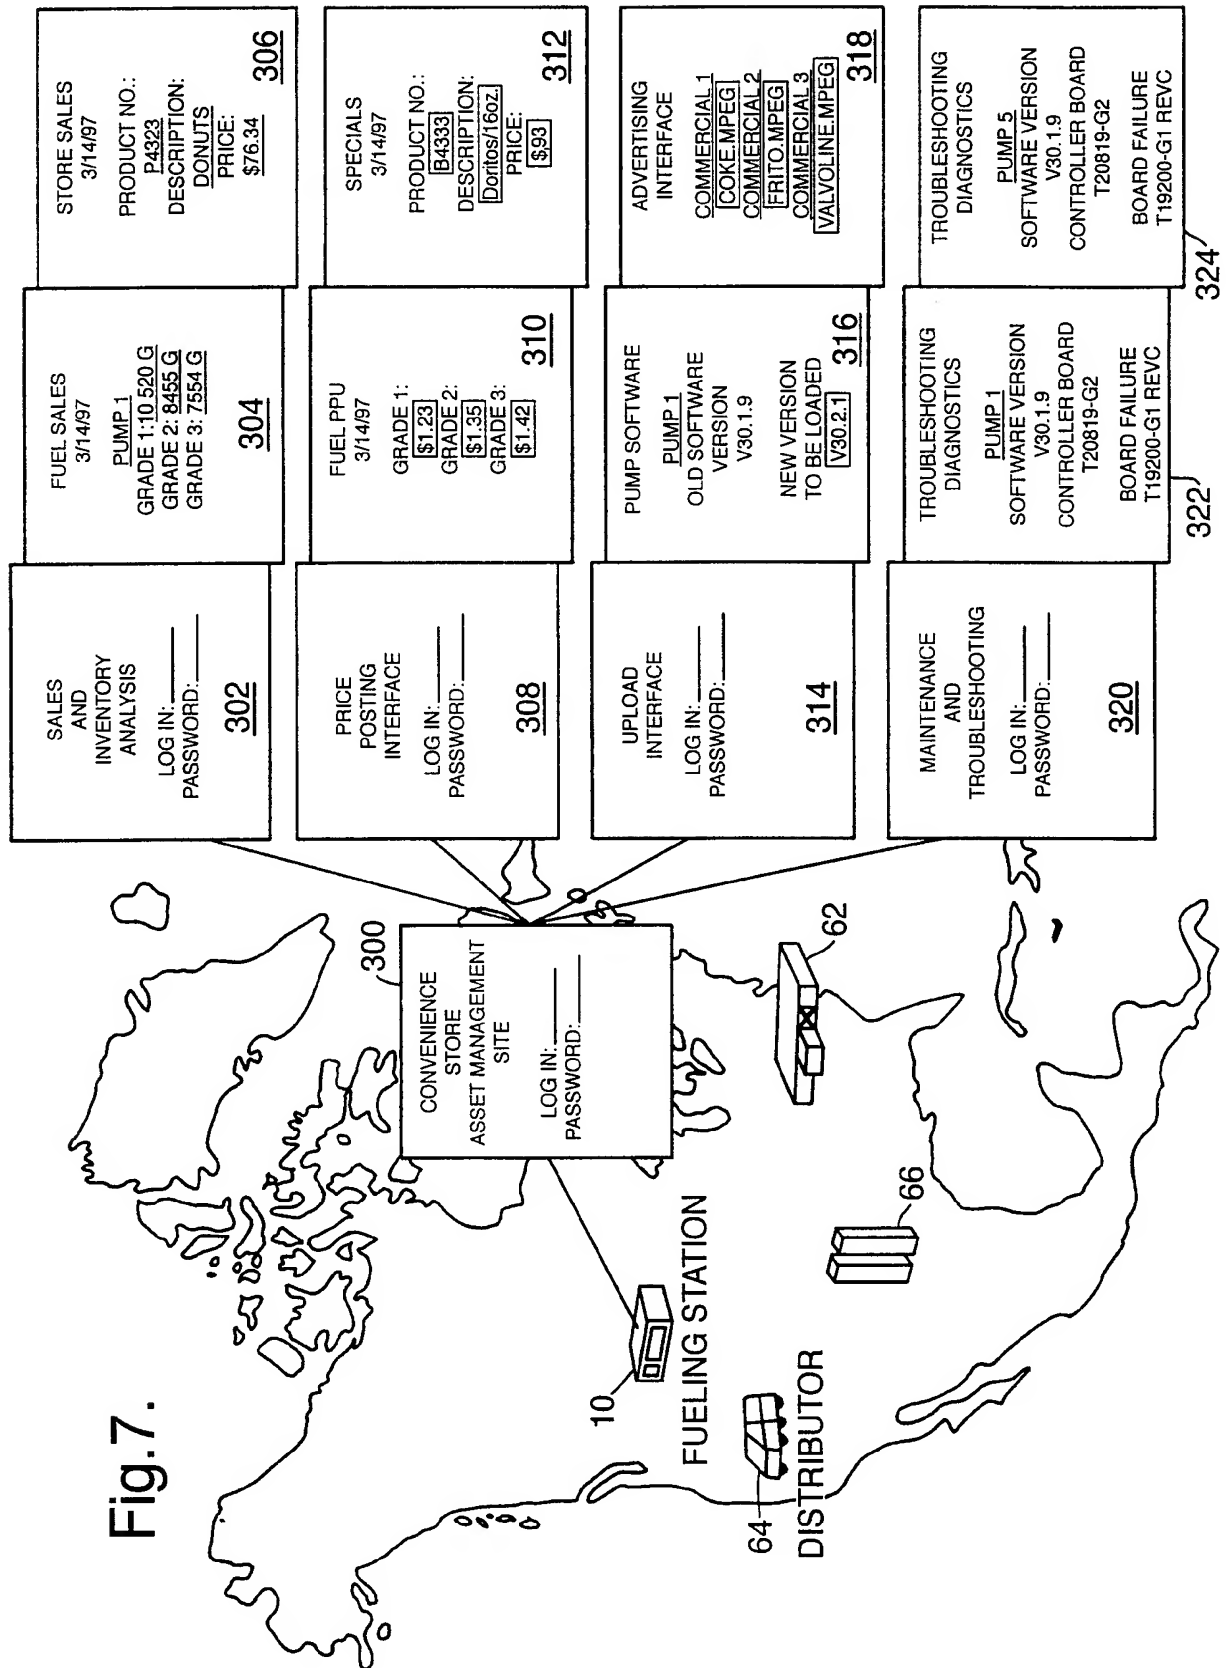 Fig.7.
CONVENIENCE
STORE
ASSET MANAGEMENT
SITE
LOG IN:
PASSWORD:
300
10
FUELING STATION
64
DISTRIBUTOR
66
62
SALES
AND
INVENTORY
ANALYSIS
LOG IN:
PASSWORD:
302
FUEL SALES
3/14/97
PUMP 1
GRADE 1:10 520 G
GRADE 2: 8455 G
GRADE 3: 7554 G
304
STORE SALES
3/14/97
PRODUCT NO.:
P4323
DESCRIPTION:
DONUTS
PRICE:
$76.34
306
PRICE
POSTING
INTERFACE
LOG IN:
PASSWORD:
308
FUEL PPU
3/14/97
GRADE 1:
$1.23
GRADE 2:
$1.35
GRADE 3:
$1.42
310
SPECIALS
3/14/97
PRODUCT NO.:
B4333
DESCRIPTION:
Doritos/16oz.
PRICE:
$,93
312
UPLOAD
INTERFACE
LOG IN:
PASSWORD:
314
PUMP SOFTWARE
PUMP 1
OLD SOFTWARE
VERSION
V30.1.9
NEW VERSION
TO BE LOADED
V30.2.1
316
ADVERTISING
INTERFACE
COMMERCIAL 1
COKE.MPEG
COMMERCIAL 2
FRITO.MPEG
COMMERCIAL 3
VALVOLINE.MPEG
318
MAINTENANCE
AND
TROUBLESHOOTING
LOG IN:
PASSWORD:
320
TROUBLESHOOTING
DIAGNOSTICS
PUMP 1
SOFTWARE VERSION
V30.1.9
CONTROLLER BOARD
T20819-G2
BOARD FAILURE
T19200-G1 REVC
322
TROUBLESHOOTING
DIAGNOSTICS
PUMP 5
SOFTWARE VERSION
V30.1.9
CONTROLLER BOARD
T20819-G2
BOARD FAILURE
T19200-G1 REVC
324